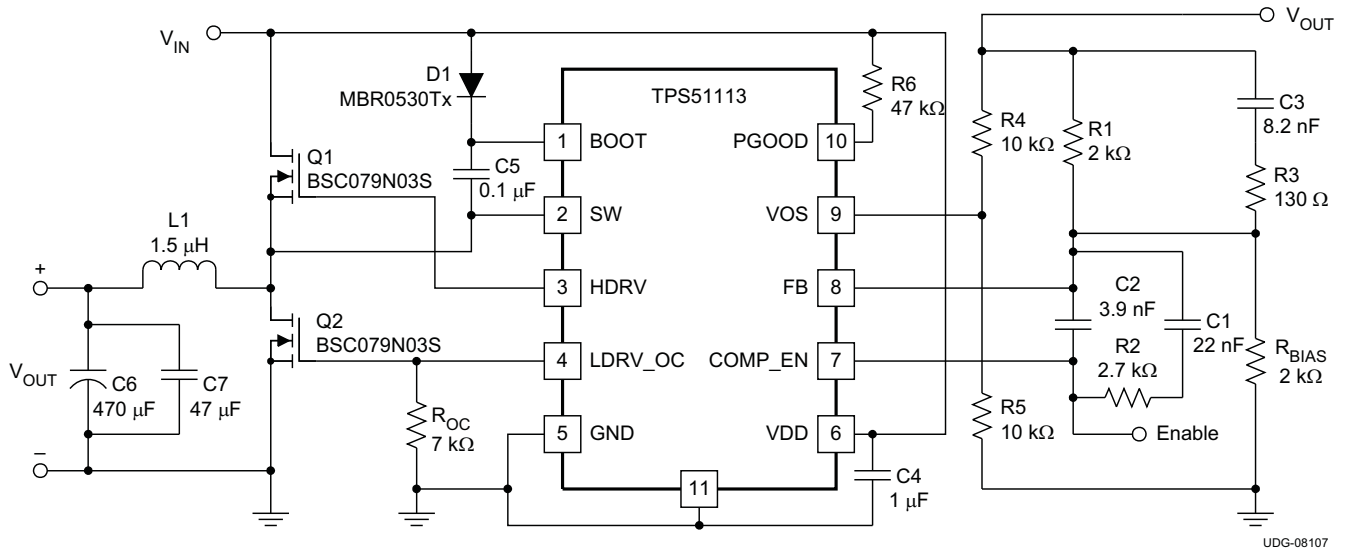 V_IN
D1
MBR0530Tx
Q1
BSC079N03S
C5
0.1 μF
L1
1.5 μH
+
Q2
BSC079N03S
V_OUT
C6
470 μF
C7
47 μF
–
R_OC
7 kΩ
TPS51113
1 BOOT
2 SW
3 HDRV
4 LDRV_OC
5 GND
PGOOD 10
VOS 9
FB 8
COMP_EN 7
VDD 6
11
R6
47 kΩ
C4
1 μF
V_OUT
R4
10 kΩ
R1
2 kΩ
C3
8.2 nF
R3
130 Ω
C2
3.9 nF
C1
22 nF
R2
2.7 kΩ
R_BIAS
2 kΩ
R5
10 kΩ
Enable
UDG-08107